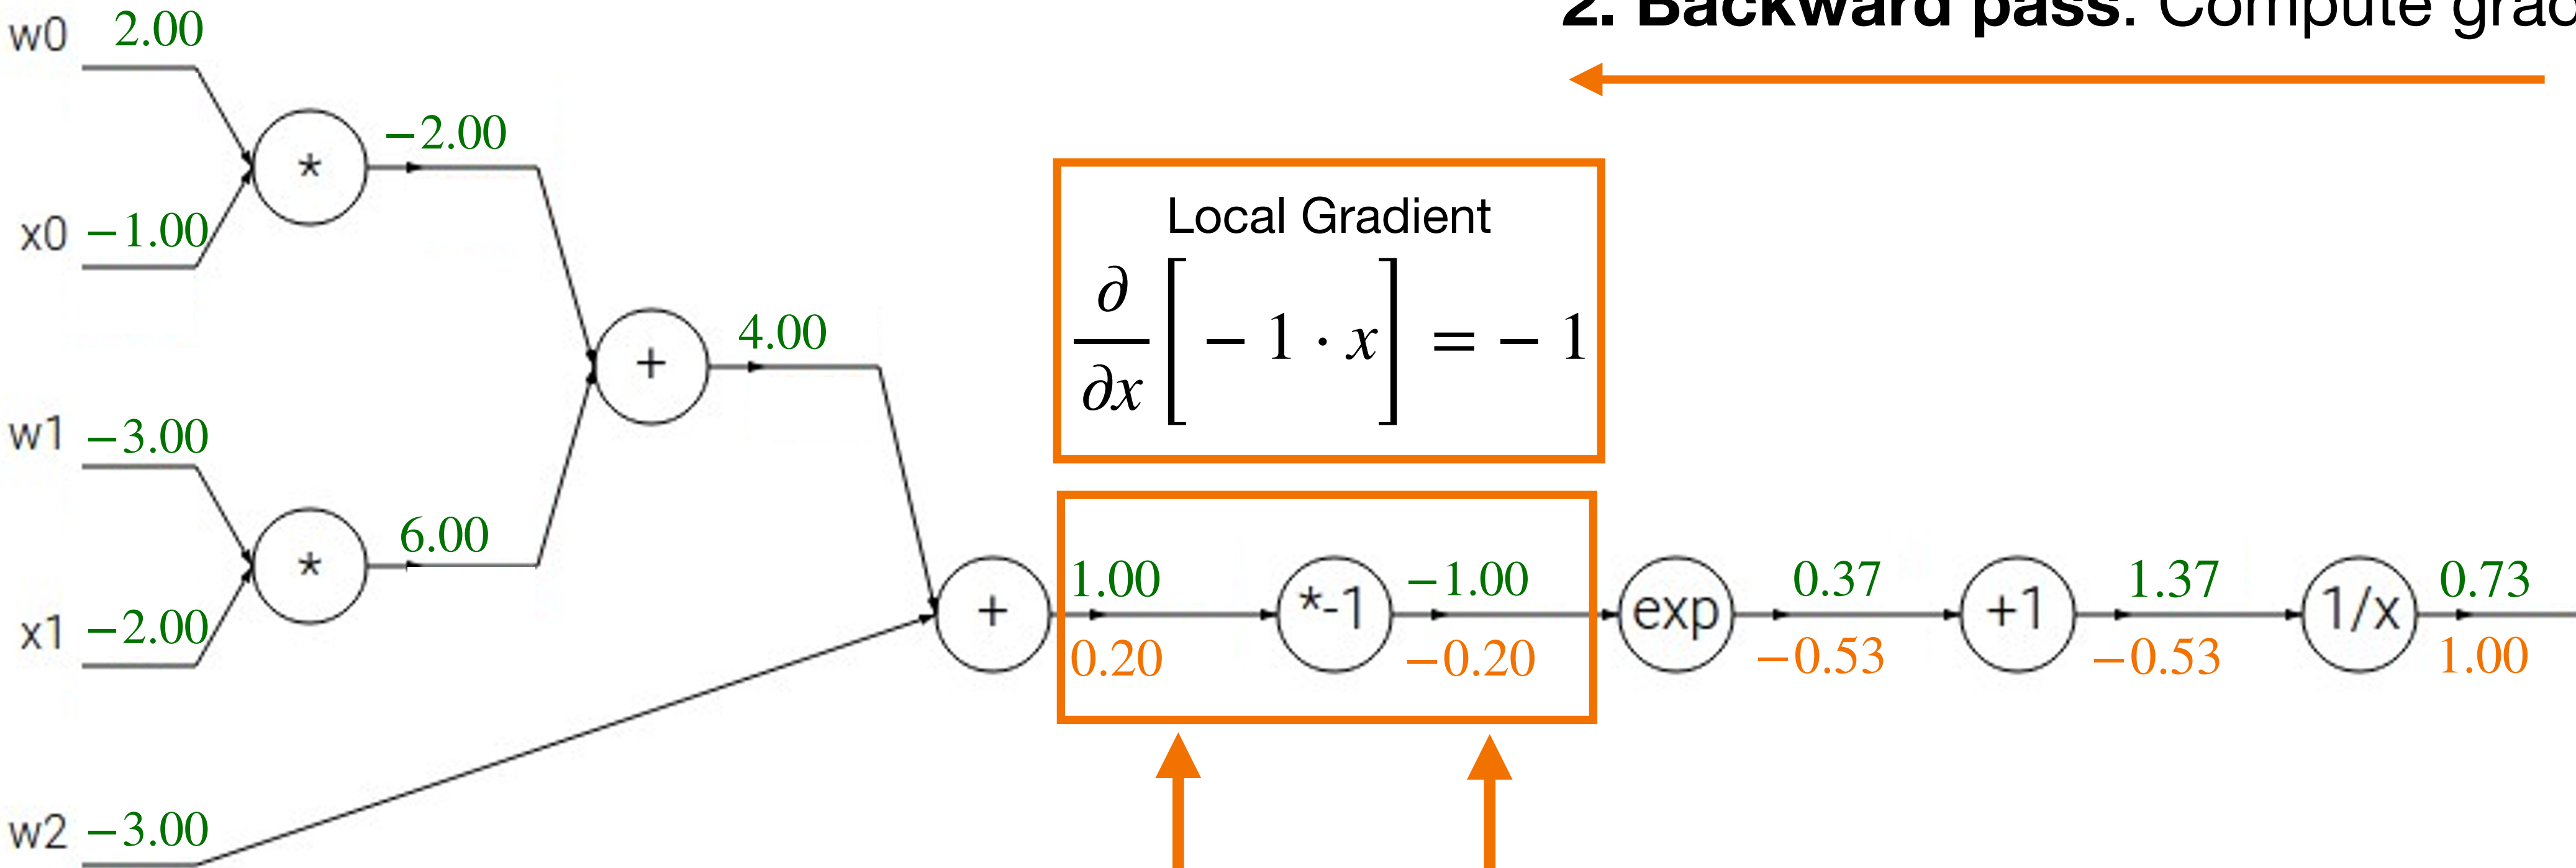 2. Backward pass: Compute grad
w0 2.00
−2.00
*
x0 −1.00
Local Gradient
∂/∂x [ − 1 · x ] = − 1
4.00
+
w1 −3.00
6.00
*
x1 −2.00
1.00 −1.00 0.37 1.37 0.73
+ *-1 exp +1 1/x
0.20 −0.20 −0.53 −0.53 1.00
w2 −3.00